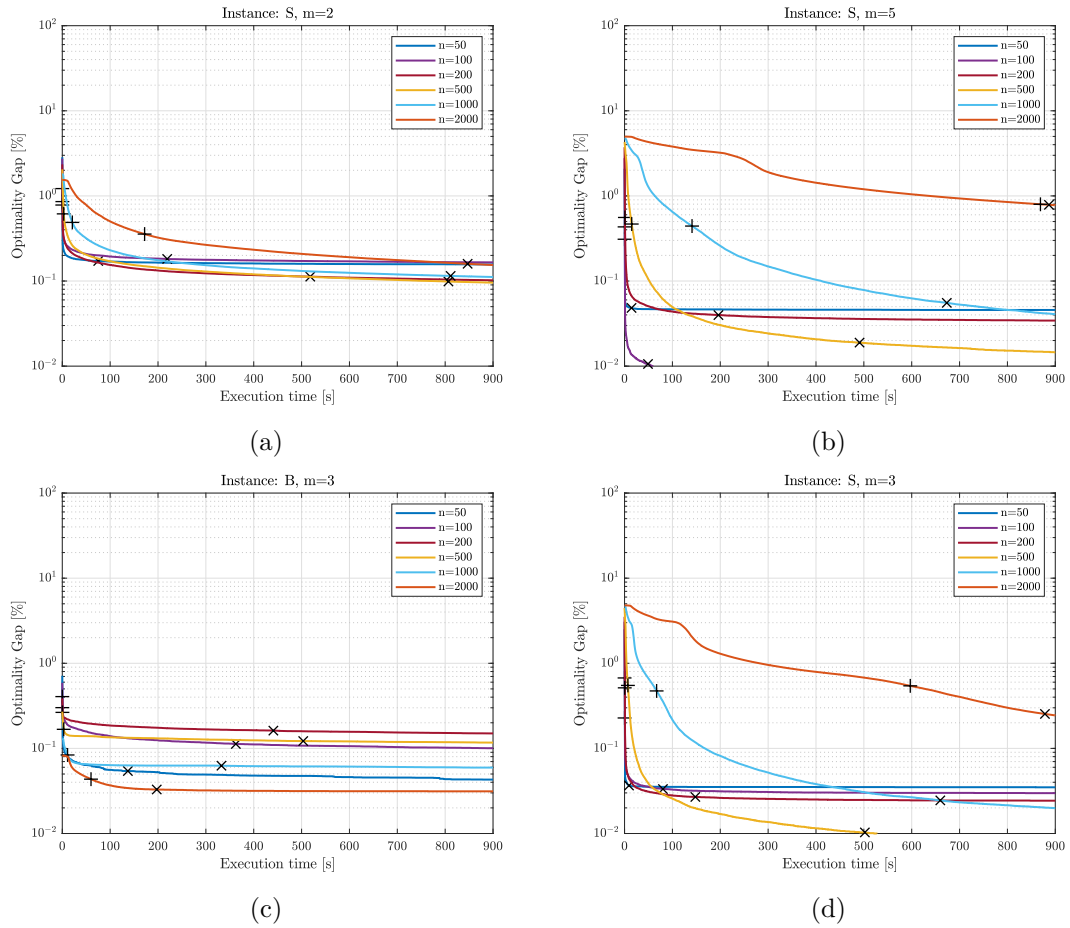 Instance: S, m=2
10^2
10^1
10^0
10^-1
10^-2
Optimality Gap [%]
n=50
n=100
n=200
n=500
n=1000
n=2000
0 100 200 300 400 500 600 700 800 900
Execution time [s]
(a)
Instance: S, m=5
10^2
10^1
10^0
10^-1
10^-2
Optimality Gap [%]
n=50
n=100
n=200
n=500
n=1000
n=2000
0 100 200 300 400 500 600 700 800 900
Execution time [s]
(b)
Instance: B, m=3
10^2
10^1
10^0
10^-1
10^-2
Optimality Gap [%]
n=50
n=100
n=200
n=500
n=1000
n=2000
0 100 200 300 400 500 600 700 800 900
Execution time [s]
(c)
Instance: S, m=3
10^2
10^1
10^0
10^-1
10^-2
Optimality Gap [%]
n=50
n=100
n=200
n=500
n=1000
n=2000
0 100 200 300 400 500 600 700 800 900
Execution time [s]
(d)